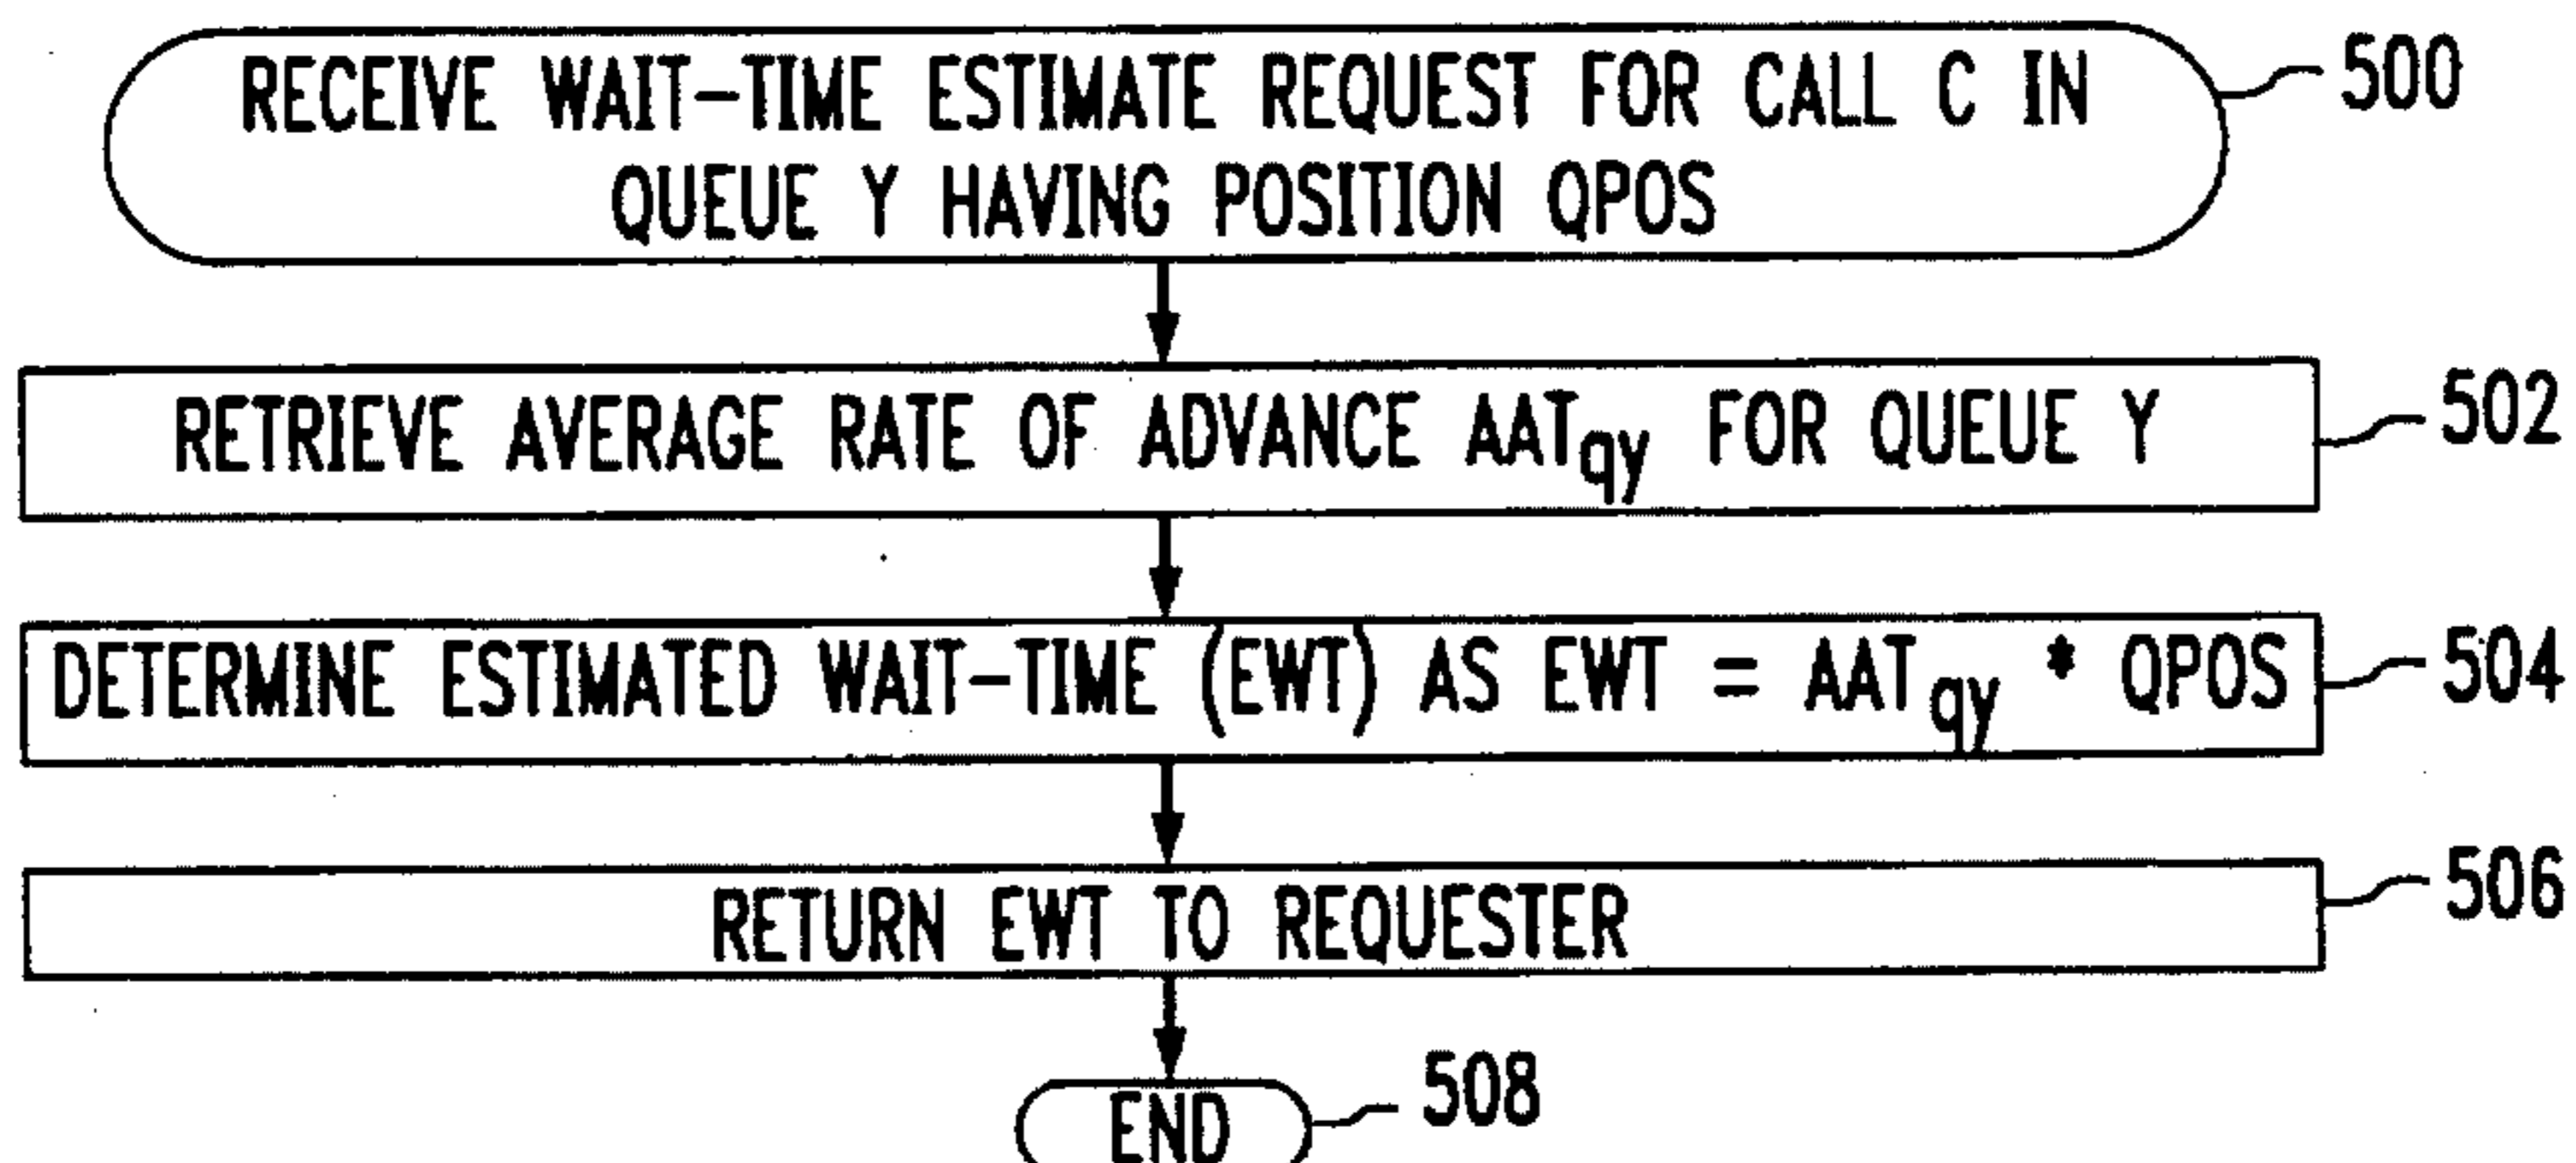 RECEIVE WAIT-TIME ESTIMATE REQUEST FOR CALL C IN
QUEUE Y HAVING POSITION QPOS
500
RETRIEVE AVERAGE RATE OF ADVANCE AATqy FOR QUEUE Y
502
DETERMINE ESTIMATED WAIT-TIME (EWT) AS EWT = AATqy * QPOS
504
RETURN EWT TO REQUESTER
506
END
508